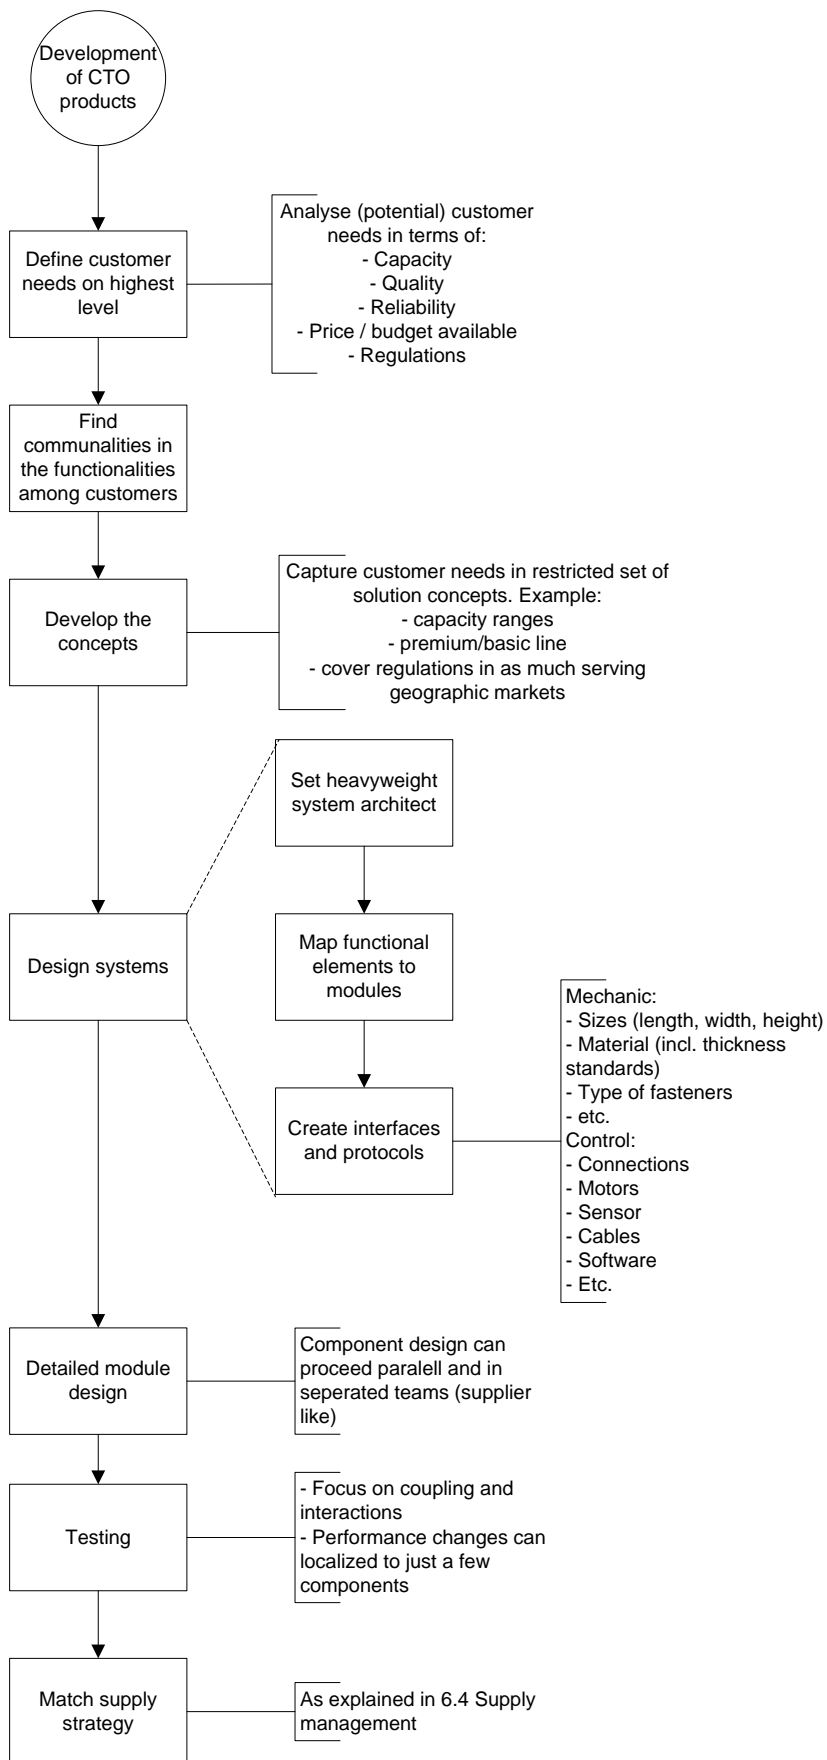 Development
of CTO
products
Define customer
needs on highest
level
Analyse (potential) customer
needs in terms of:
- Capacity
- Quality
- Reliability
- Price / budget available
- Regulations
Find
communalities in
the functionalities
among customers
Develop the
concepts
Capture customer needs in restricted set of
solution concepts. Example:
- capacity ranges
- premium/basic line
- cover regulations in as much serving
geographic markets
Design systems
Set heavyweight
system architect
Map functional
elements to
modules
Create interfaces
and protocols
Mechanic:
- Sizes (length, width, height)
- Material (incl. thickness
standards)
- Type of fasteners
- etc.
Control:
- Connections
- Motors
- Sensor
- Cables
- Software
- Etc.
Detailed module
design
Component design can
proceed paralell and in
seperated teams (supplier
like)
Testing
- Focus on coupling and
interactions
- Performance changes can
localized to just a few
components
Match supply
strategy
As explained in 6.4 Supply
management